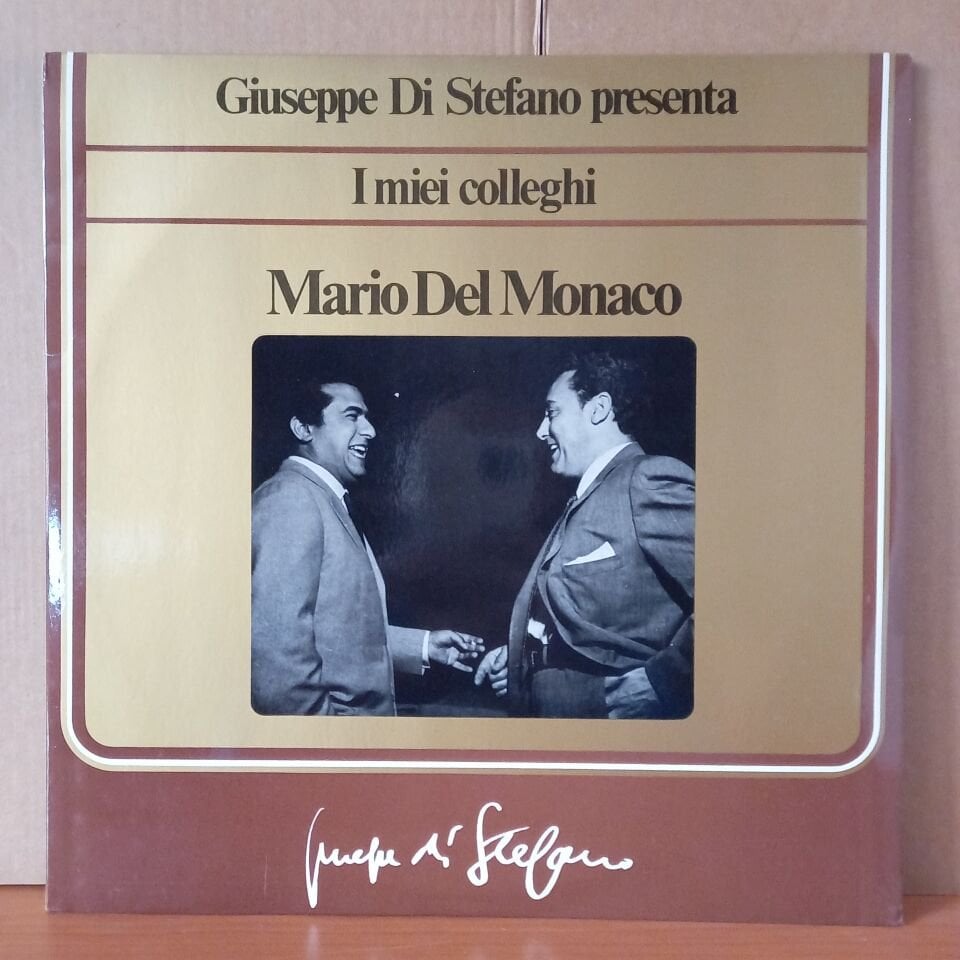 Giuseppe Di Stefano presenta
I miei colleghi
Mario Del Monaco
Giuseppe di Stefano